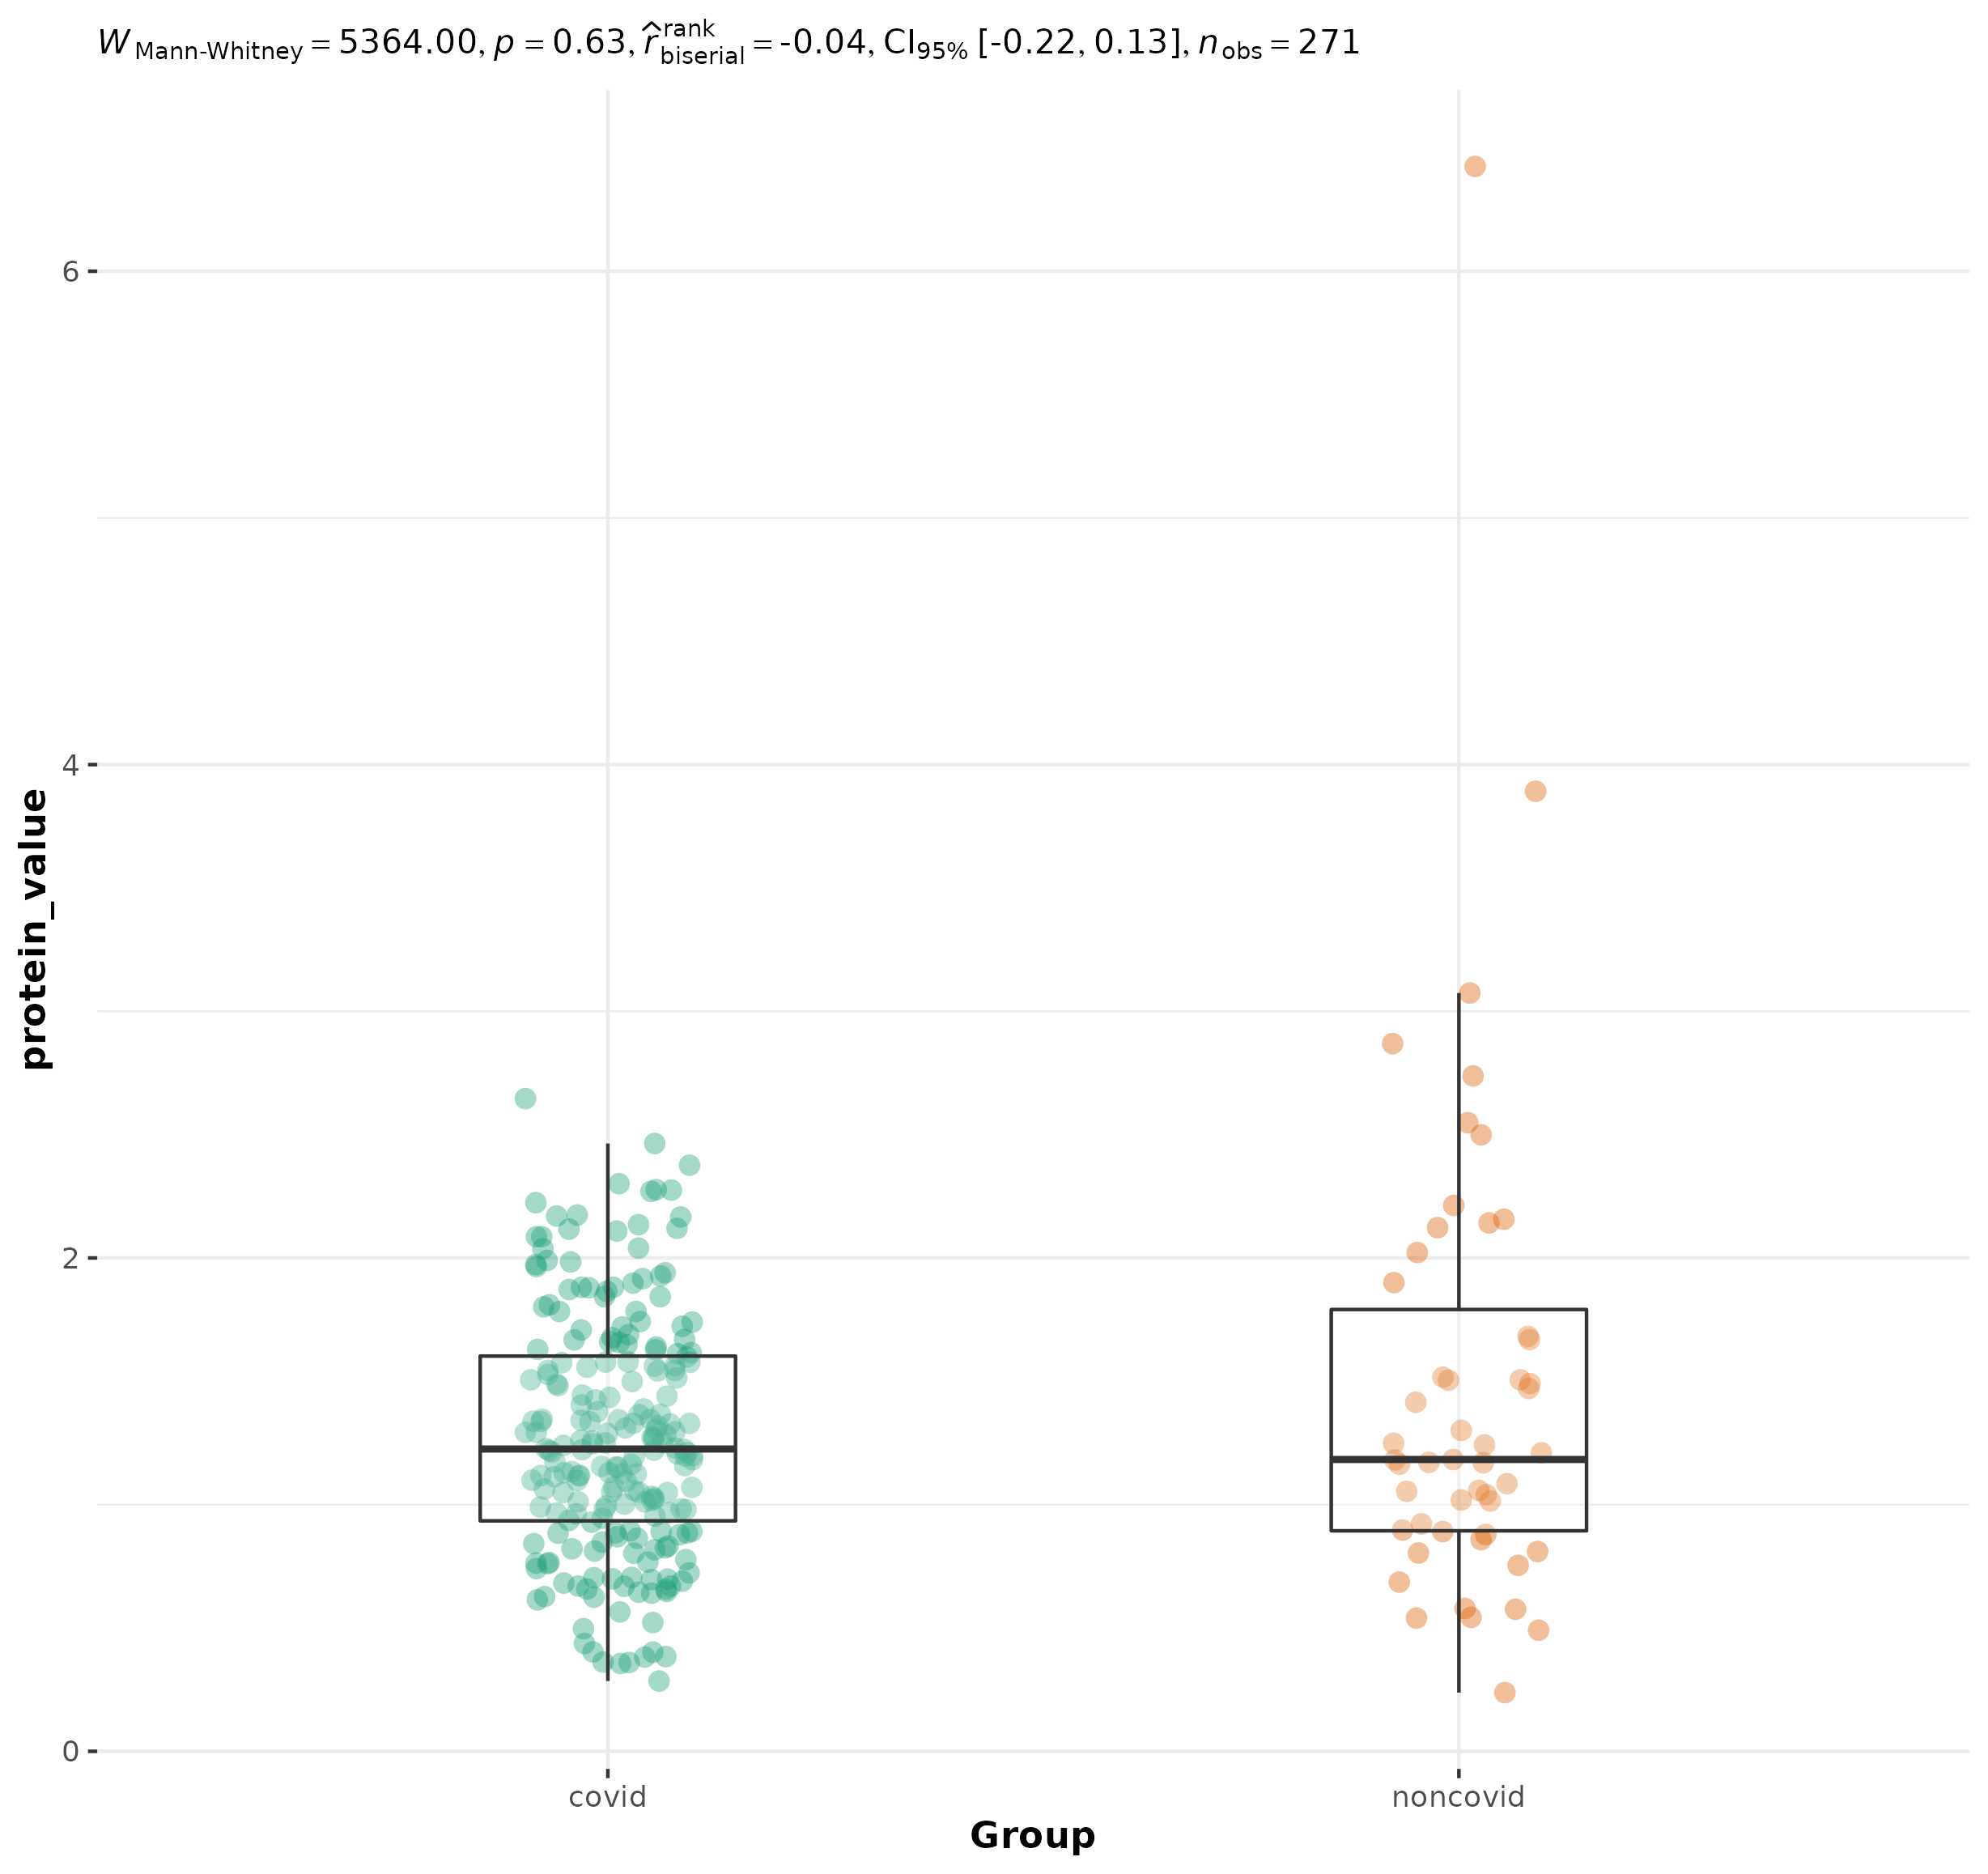 W Mann-Whitney = 5364.00, p = 0.63, r̂ rank biserial = -0.04, CI95% [-0.22, 0.13], nobs = 271
protein_value
6
4
2
0
covid noncovid
Group